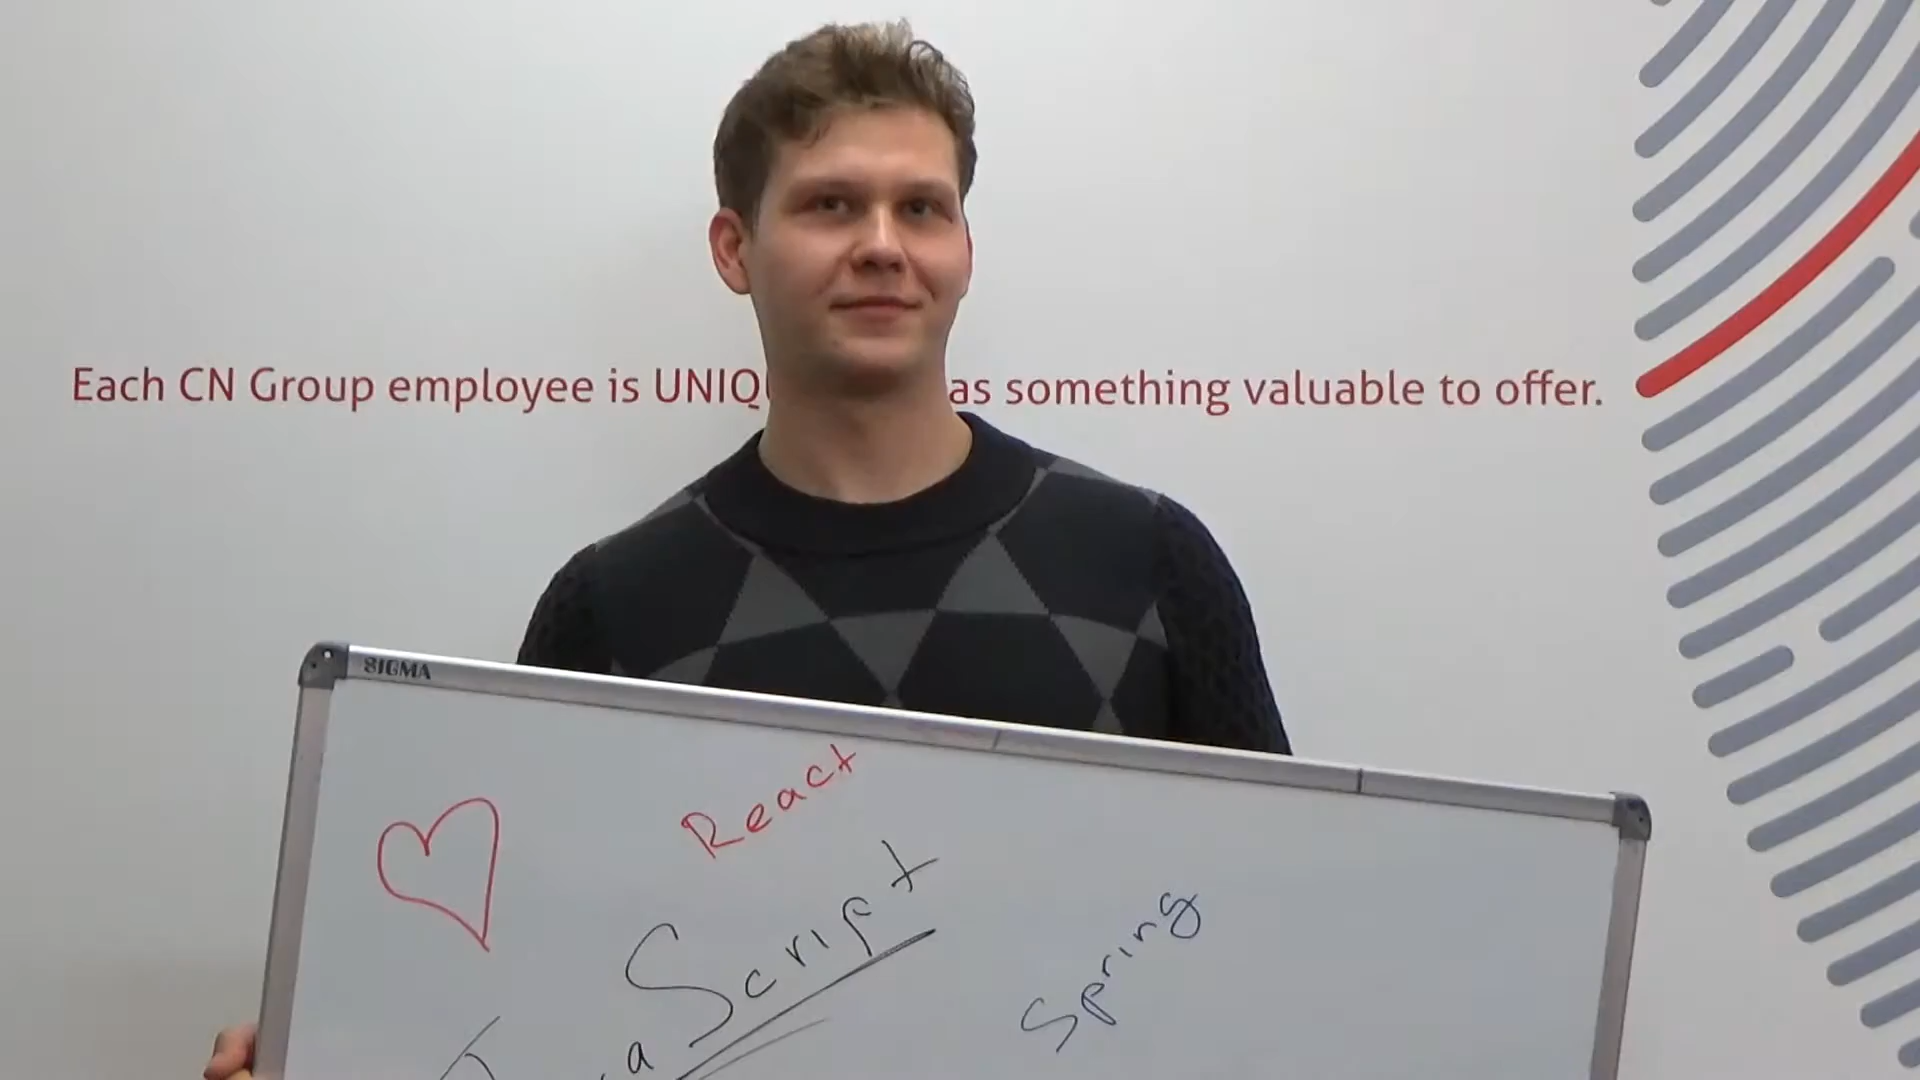 Each CN Group employee is UNIQ as something valuable to offer.
SIGMA
React
Script
Spring